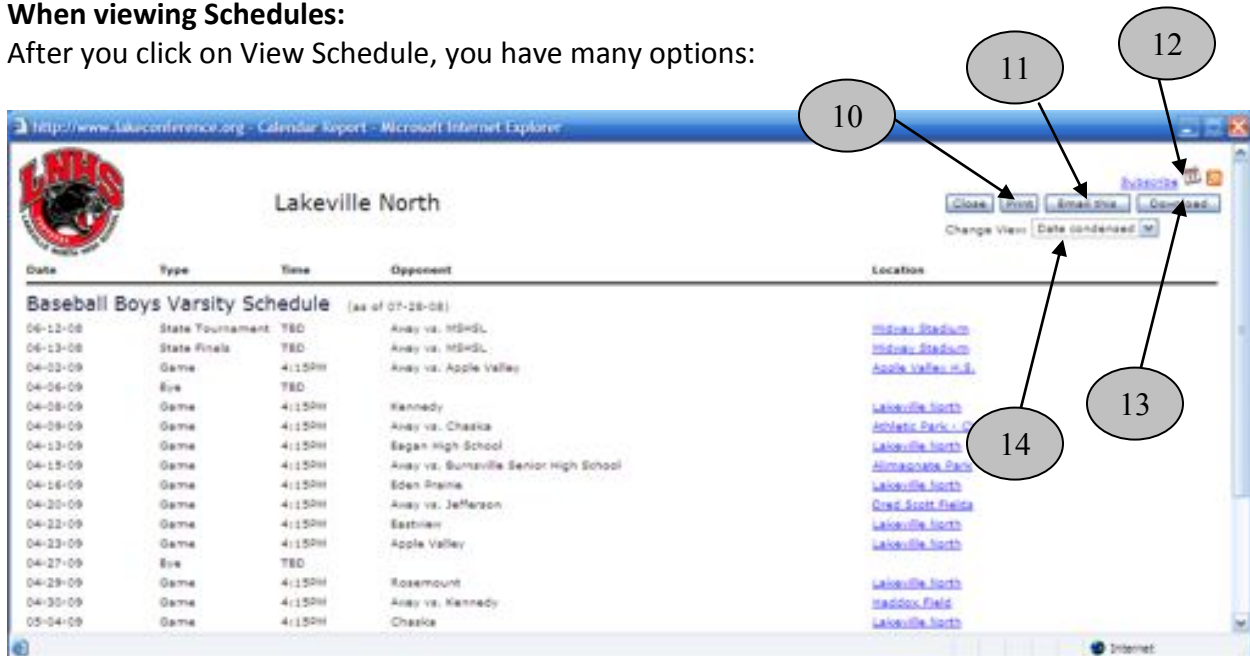 When viewing Schedules:
After you click on View Schedule, you have many options:
12
11
10
http://www.lakeconference.org - Calendar Report - Microsoft Internet Explorer
LNHS
Lakeville North
Subscribe
Close Print Email this Download
Change View: Date condensed
Date Type Time Opponent Location
Baseball Boys Varsity Schedule (as of 07-28-08)
06-12-08 State Tournament TBD Away vs. MSHSL Midway Stadium
06-13-08 State Finals TBD Away vs. MSHSL Midway Stadium
04-02-09 Game 4:15PM Away vs. Apple Valley Apple Valley H.S.
04-06-09 Bye TBD
04-08-09 Game 4:15PM Kennedy Lakeville North
04-09-09 Game 4:15PM Away vs. Chaska Athletic Park - C
13
04-13-09 Game 4:15PM Eagan High School Lakeville North
14
04-15-09 Game 4:15PM Away vs. Burnsville Senior High School Alimagnate Park
04-16-09 Game 4:15PM Eden Prairie Lakeville North
04-20-09 Game 4:15PM Away vs. Jefferson Dred Scott Fields
04-22-09 Game 4:15PM Eastview Lakeville North
04-23-09 Game 4:15PM Apple Valley Lakeville North
04-27-09 Bye TBD
04-29-09 Game 4:15PM Rosemount Lakeville North
04-30-09 Game 4:15PM Away vs. Kennedy Haddox Field
05-04-09 Game 4:15PM Chaska Lakeville North
Internet